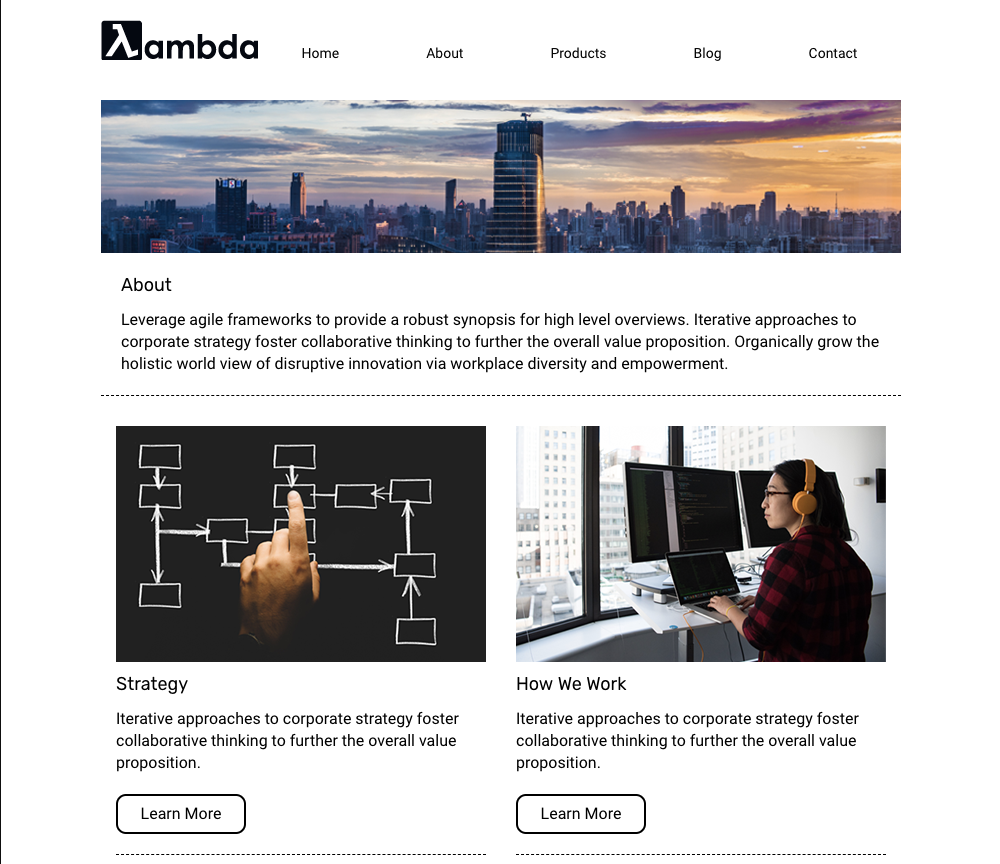 λambda
Home About Products Blog Contact
About
Leverage agile frameworks to provide a robust synopsis for high level overviews. Iterative approaches to
corporate strategy foster collaborative thinking to further the overall value proposition. Organically grow the
holistic world view of disruptive innovation via workplace diversity and empowerment.
Strategy
Iterative approaches to corporate strategy foster
collaborative thinking to further the overall value
proposition.
Learn More
How We Work
Iterative approaches to corporate strategy foster
collaborative thinking to further the overall value
proposition.
Learn More